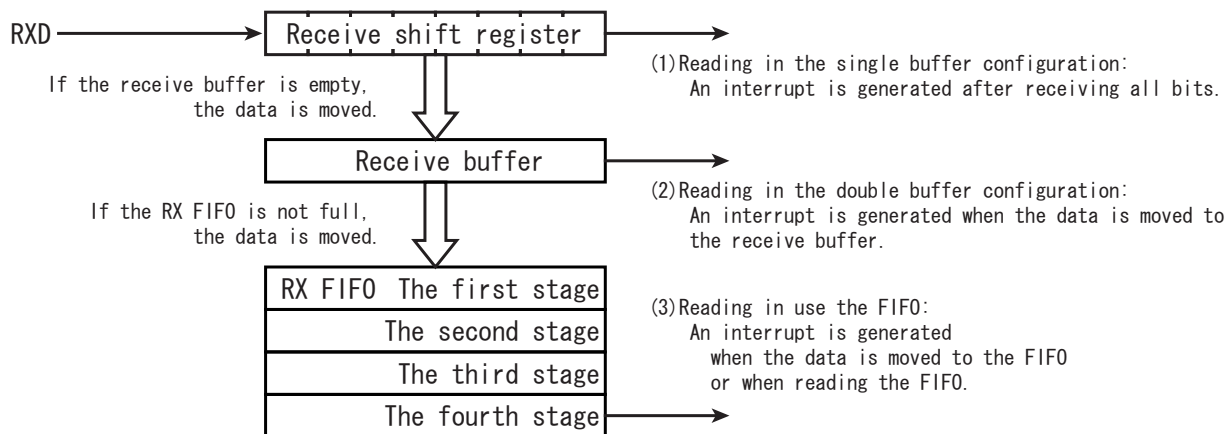 RXD
Receive shift register
(1)Reading in the single buffer configuration:
An interrupt is generated after receiving all bits.
If the receive buffer is empty,
the data is moved.
Receive buffer
(2)Reading in the double buffer configuration:
An interrupt is generated when the data is moved to
the receive buffer.
If the RX FIFO is not full,
the data is moved.
RX FIFO The first stage
The second stage
The third stage
The fourth stage
(3)Reading in use the FIFO:
An interrupt is generated
when the data is moved to the FIFO
or when reading the FIFO.